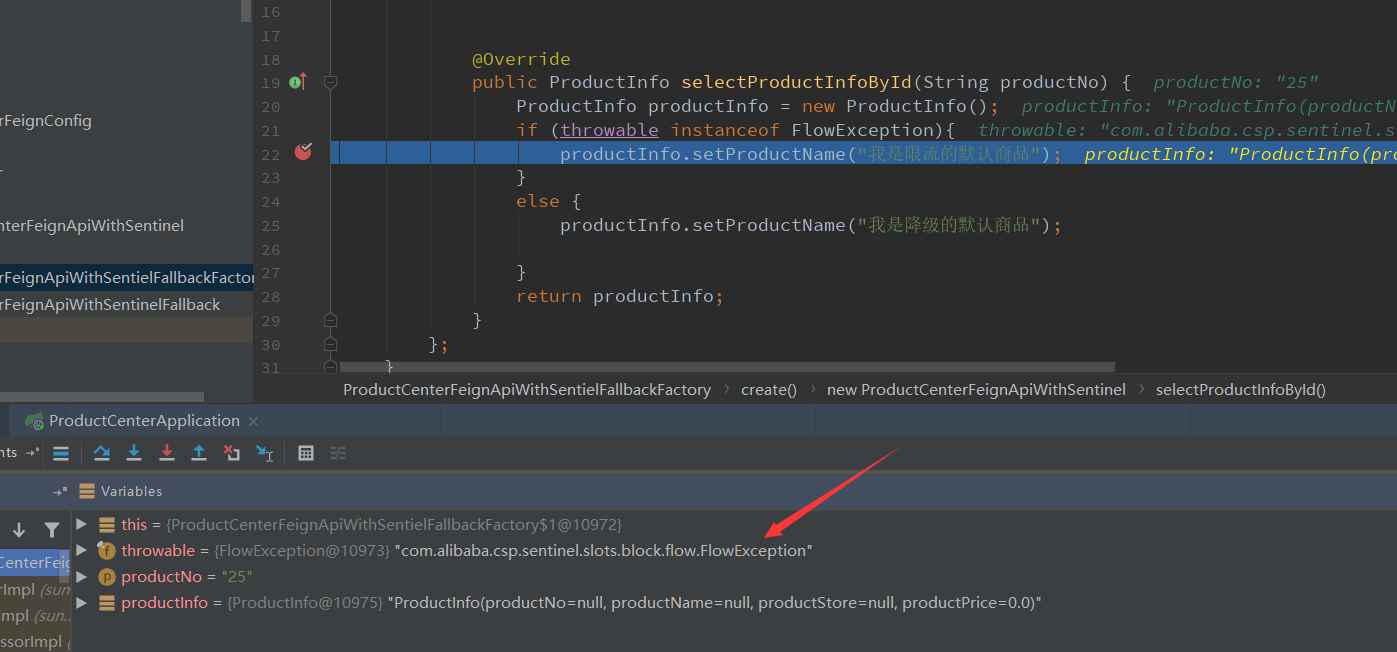 16
17
18 @Override
19 public ProductInfo selectProductInfoById(String productNo) { productNo: "25"
20 ProductInfo productInfo = new ProductInfo(); productInfo: "ProductInfo(productN
rFeignConfig
21 if (throwable instanceof FlowException){ throwable: "com.alibaba.csp.sentinel.s
22 productInfo.setProductName("我是限流的默认商品"); productInfo: "ProductInfo(pro
23 }
24 else {
nterFeignApiWithSentinel
25 productInfo.setProductName("我是降级的默认商品");
26
rFeignApiWithSentielFallbackFactor
27 }
rFeignApiWithSentinelFallback
28 return productInfo;
29 }
30 };
31 }
ProductCenterFeignApiWithSentielFallbackFactory › create() › new ProductCenterFeignApiWithSentinel › selectProductInfoById()
ProductCenterApplication ×
nts
Variables
this = {ProductCenterFeignApiWithSentielFallbackFactory$1@10972}
throwable = {FlowException@10973} "com.alibaba.csp.sentinel.slots.block.flow.FlowException"
CenterFeig
productNo = "25"
rImpl (sun
productInfo = {ProductInfo@10975} "ProductInfo(productNo=null, productName=null, productStore=null, productPrice=0.0)"
mpl (sun..
ssorImpl (